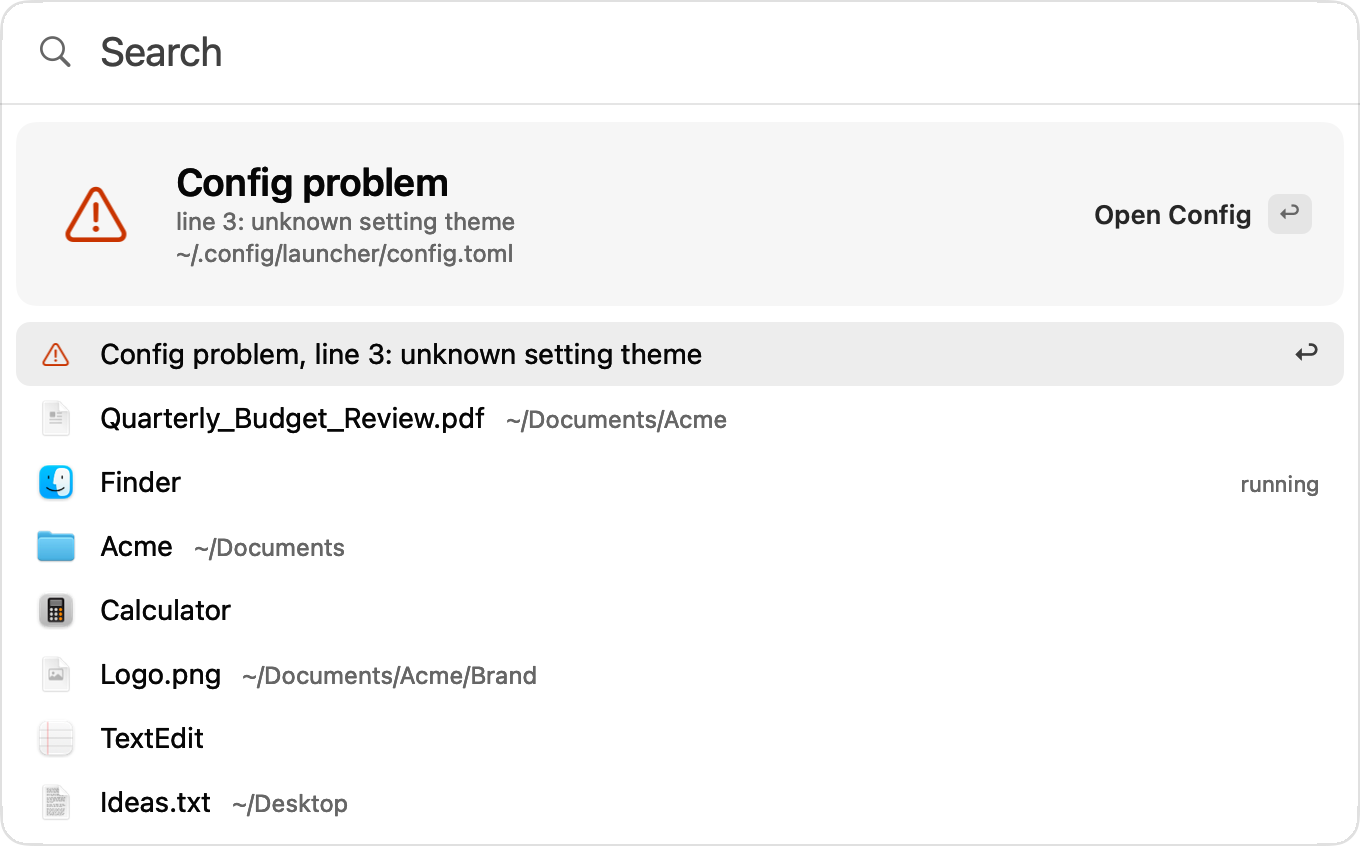 Search
Config problem
line 3: unknown setting theme
~/.config/launcher/config.toml
Open Config ↩
Config problem, line 3: unknown setting theme ↩
Quarterly_Budget_Review.pdf ~/Documents/Acme
Finder running
Acme ~/Documents
Calculator
Logo.png ~/Documents/Acme/Brand
TextEdit
Ideas.txt ~/Desktop